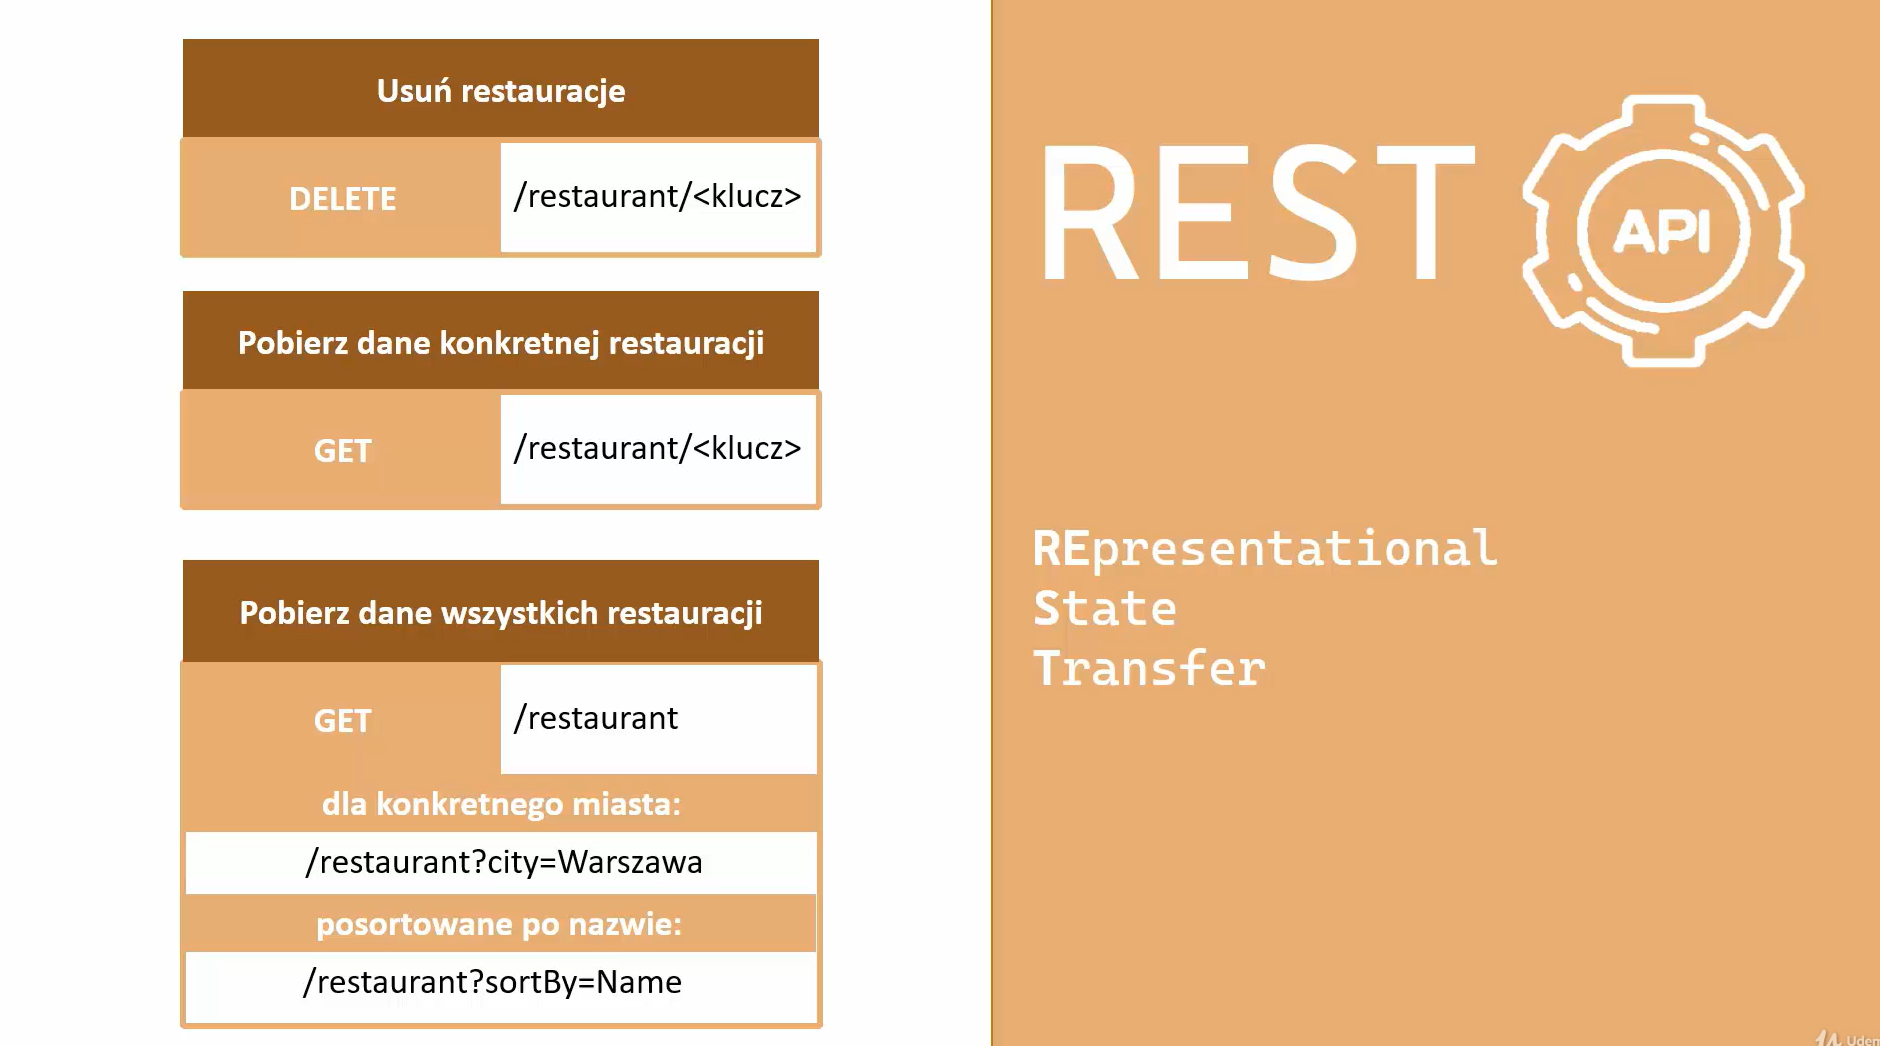 Usuń restauracje
DELETE
/restaurant/<klucz>
Pobierz dane konkretnej restauracji
GET
/restaurant/<klucz>
Pobierz dane wszystkich restauracji
GET
/restaurant
dla konkretnego miasta:
/restaurant?city=Warszawa
posortowane po nazwie:
/restaurant?sortBy=Name
REST
API
REpresentational
State
Transfer